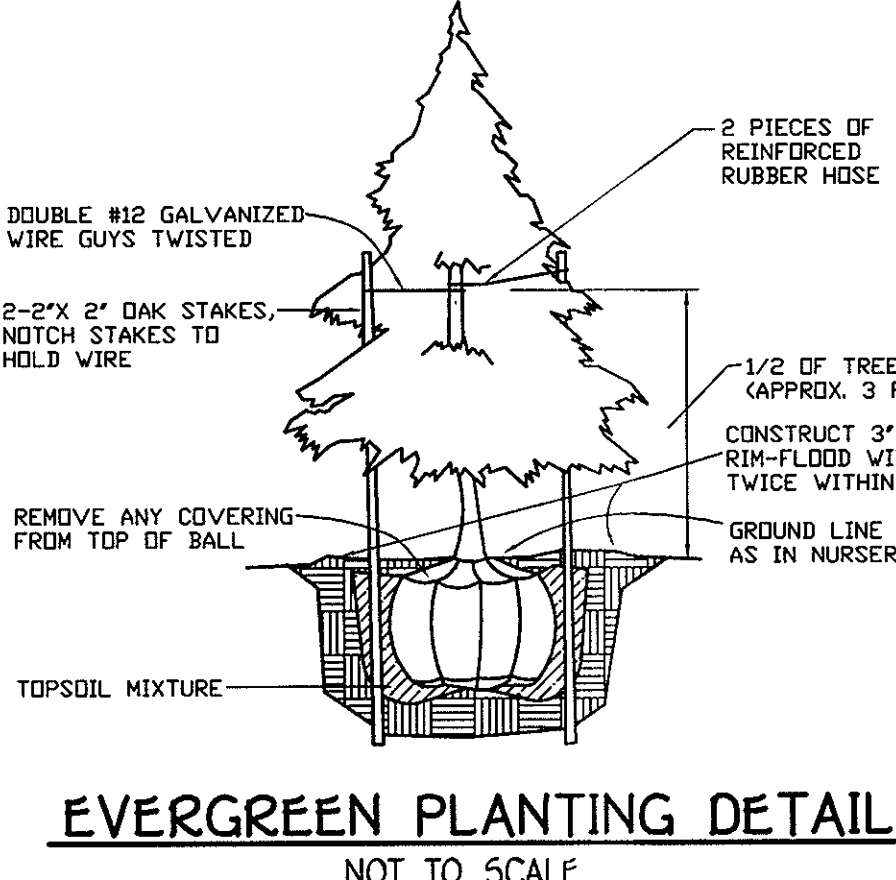 2 PIECES OF
REINFORCED
RUBBER HOSE
DOUBLE #12 GALVANIZED
WIRE GUYS TWISTED
2-2"X 2" OAK STAKES,
NOTCH STAKES TO
HOLD WIRE
1/2 OF TREE
(APPROX. 3
CONSTRUCT 3"
RIM-FLOOD
TWICE WITHIN
REMOVE ANY COVERING
FROM TOP OF BALL
GROUND LINE
AS IN
TOPSOIL MIXTURE
EVERGREEN PLANTING DETAIL
NOT TO SCALE